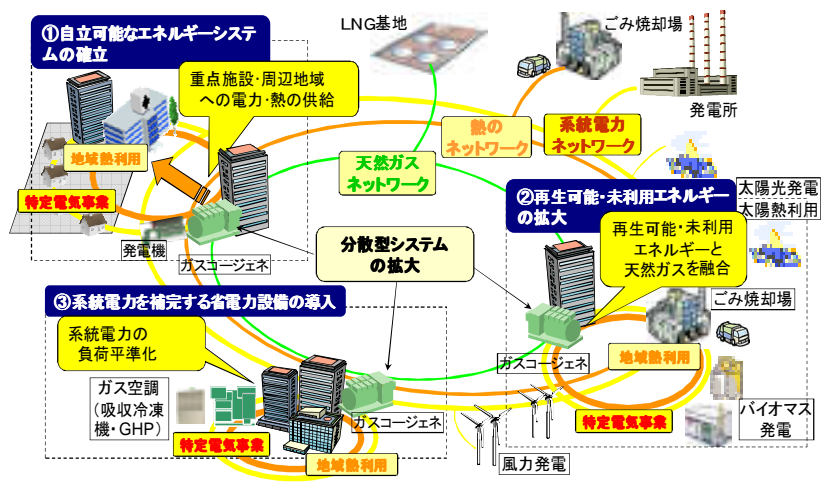 ①自立可能なエネルギーシステ
ムの確立
重点施設・周辺地域
への電力・熱の供給
地域熱利用
特定電気事業
発電機
ガスコージェネ
LNG基地
ごみ焼却場
発電所
熱の
ネットワーク
系統電力
ネットワーク
天然ガス
ネットワーク
太陽光発電
太陽熱利用
②再生可能・未利用エネルギー
の拡大
再生可能・未利用
エネルギーと
天然ガスを融合
ごみ焼却場
ガスコージェネ
地域熱利用
特定電気事業
バイオマス
発電
分散型システム
の拡大
③系統電力を補完する省電力設備の導入
系統電力の
負荷平準化
ガス空調
(吸収冷凍
機・GHP)
特定電気事業
地域熱利用
ガスコージェネ
風力発電